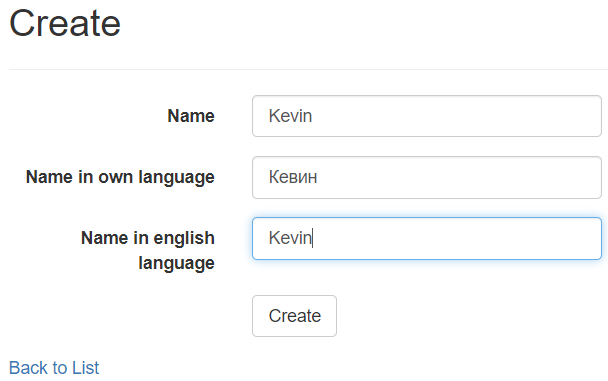 Create
Name
Kevin
Name in own language
Кевин
Name in english
language
Kevin
Create
Back to List